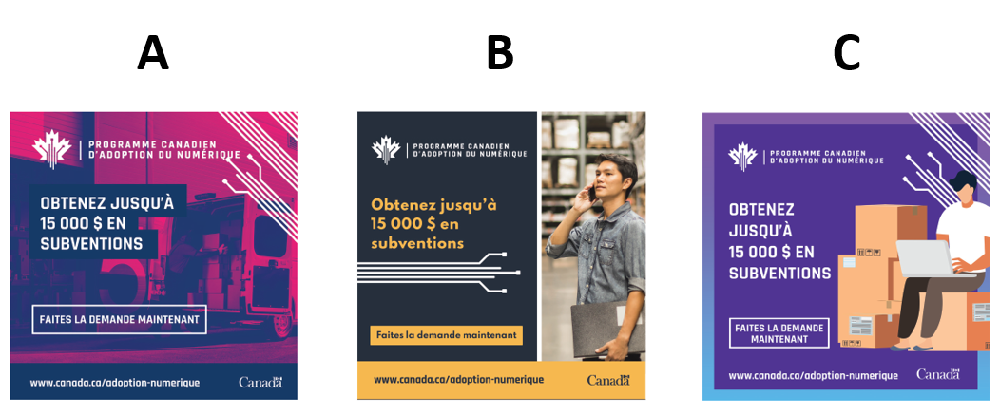 A
B
C
PROGRAMME CANADIEN
D'ADOPTION DU NUMÉRIQUE
OBTENEZ JUSQU'À
15 000 $ EN
SUBVENTIONS
FAITES LA DEMANDE MAINTENANT
www.canada.ca/adoption-numerique
Canada
PROGRAMME CANADIEN
D'ADOPTION DU NUMÉRIQUE
Obtenez jusqu'à
15 000 $ en
subventions
Faites la demande maintenant
www.canada.ca/adoption-numerique
Canada
PROGRAMME CANADIEN
D'ADOPTION DU NUMÉRIQUE
OBTENEZ
JUSQU'À
15 000 $ EN
SUBVENTIONS
FAITES LA DEMANDE
MAINTENANT
www.canada.ca/adoption-numerique
Canada